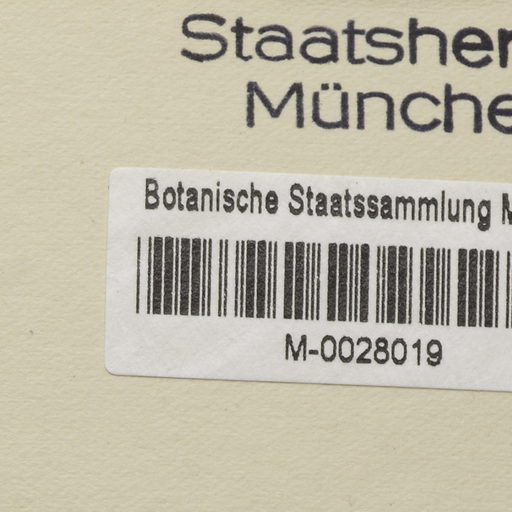 Staatsher
Münche
Botanische Staatssammlung M
M-0028019